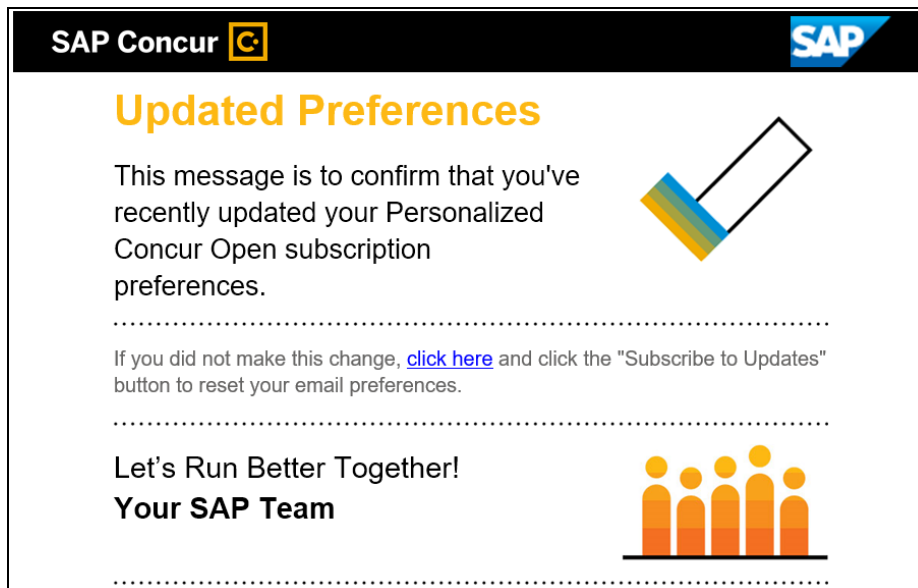 SAP Concur C.
SAP
Updated Preferences
This message is to confirm that you've
recently updated your Personalized
Concur Open subscription
preferences.
If you did not make this change, click here and click the "Subscribe to Updates"
button to reset your email preferences.
Let’s Run Better Together!
Your SAP Team